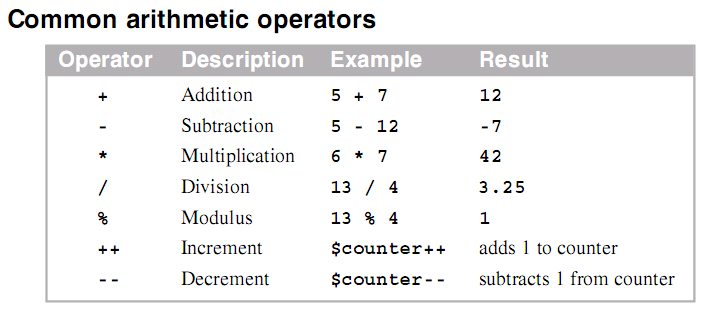 Common arithmetic operators
Operator Description Example Result
+ Addition 5 + 7 12
- Subtraction 5 - 12 -7
* Multiplication 6 * 7 42
/ Division 13 / 4 3.25
% Modulus 13 % 4 1
++ Increment $counter++ adds 1 to counter
-- Decrement $counter-- subtracts 1 from counter